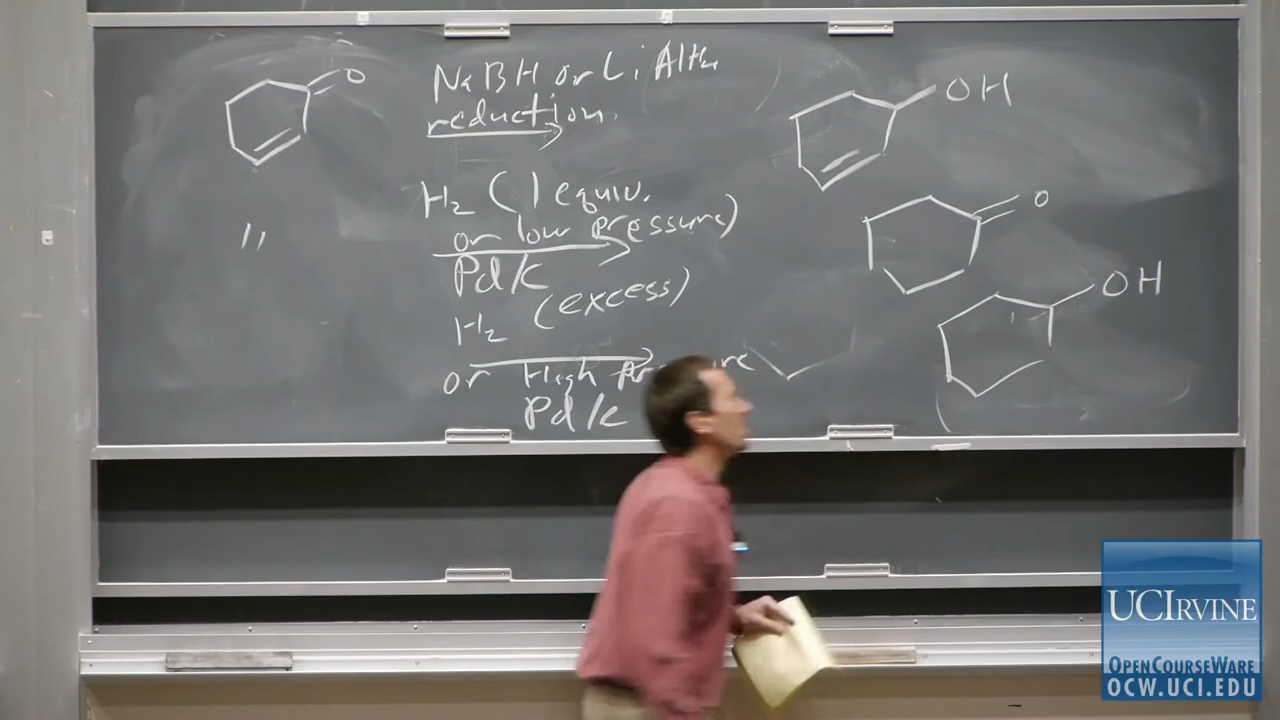 O
NaBH or LiAlH4
reduction.
OH
H2 (1 equiv.
or low pressure)
Pd/c
O
"
H2 (excess)
or High
Pd/c
OH
UCIRVINE
OPENCOURSEWARE
OCW.UCI.EDU